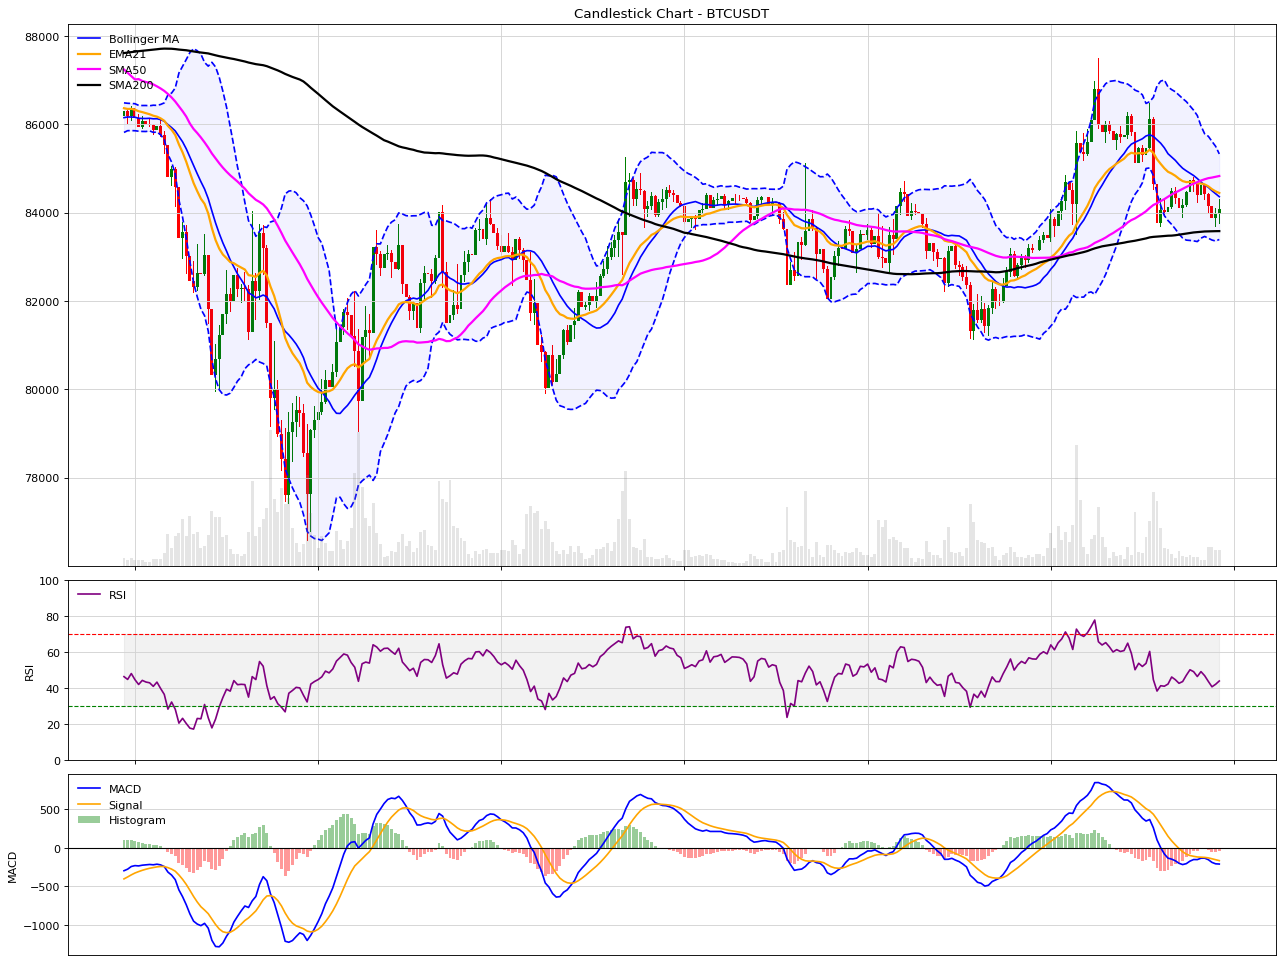 Candlestick Chart - BTCUSDT
88000
86000
84000
82000
80000
78000
Bollinger MA
EMA21
SMA50
SMA200
100
80
60
40
20
0
RSI
RSI
500
0
−500
−1000
MACD
MACD
Signal
Histogram